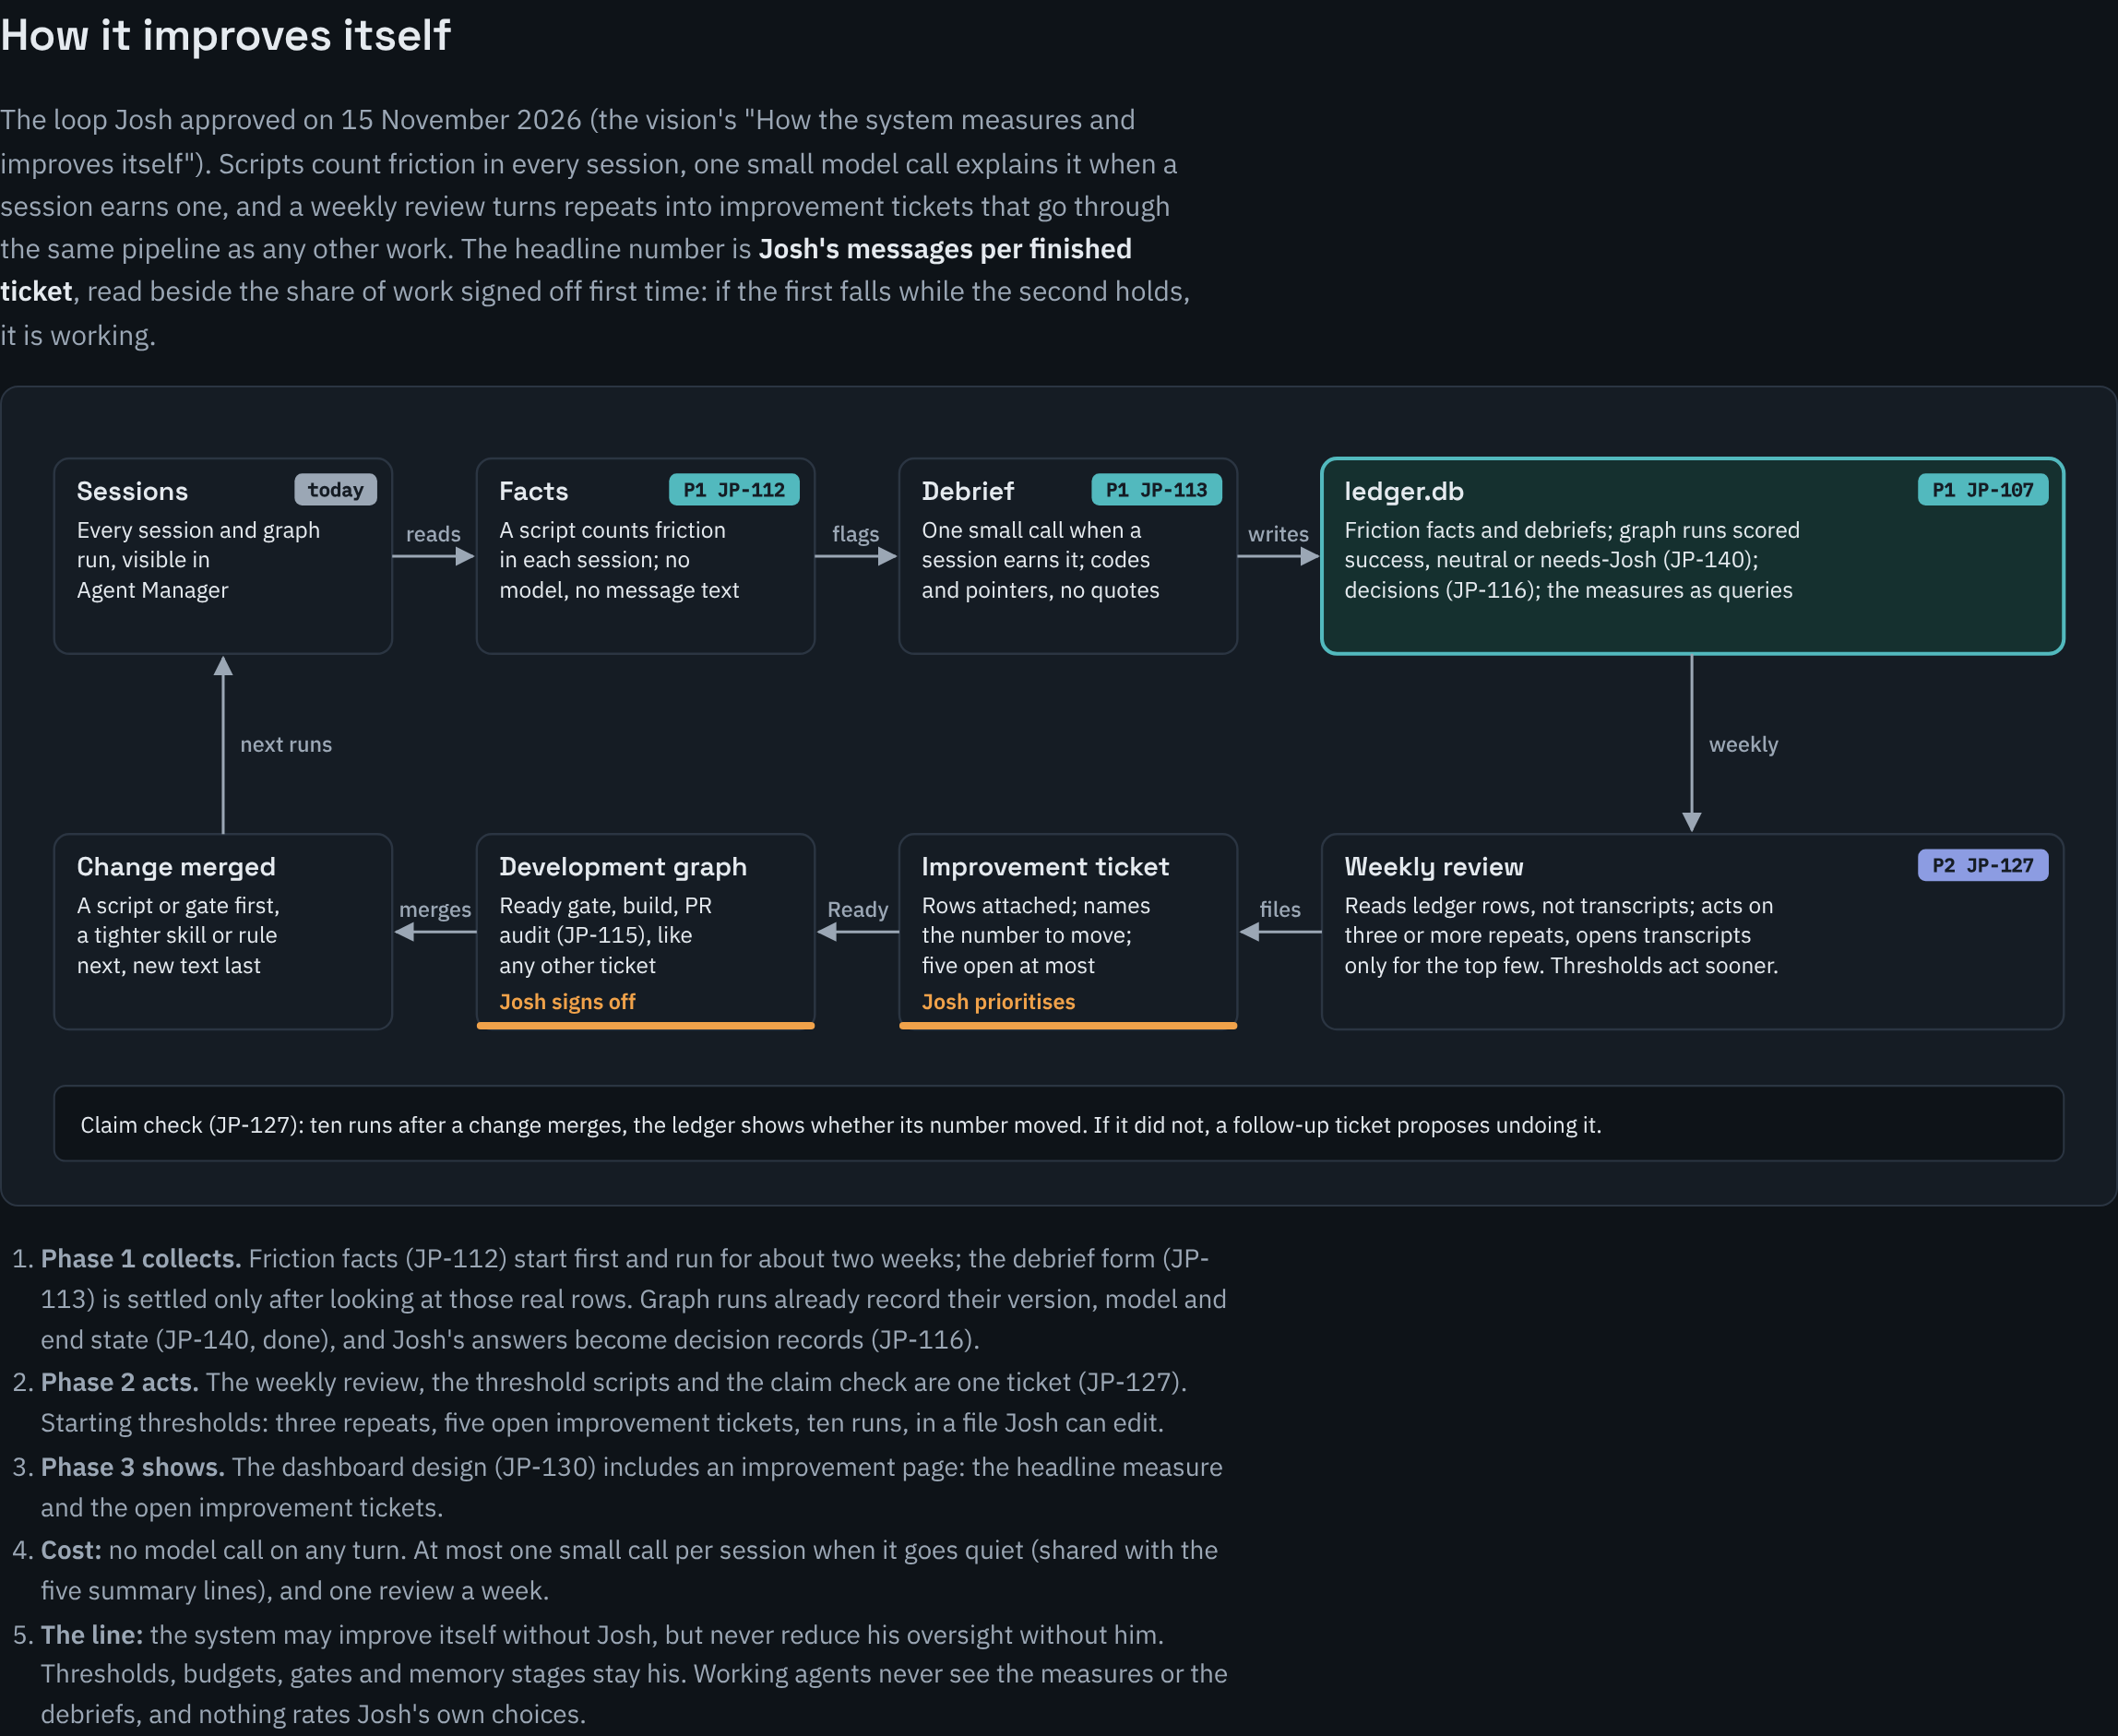 How it improves itself
The loop Josh approved on 15 November 2026 (the vision's "How the system measures and
improves itself"). Scripts count friction in every session, one small model call explains it when a
session earns one, and a weekly review turns repeats into improvement tickets that go through
the same pipeline as any other work. The headline number is Josh's messages per finished
ticket, read beside the share of work signed off first time: if the first falls while the second holds,
it is working.
Sessions
today
Every session and graph
run, visible in
Agent Manager
reads
Facts
P1 JP-112
A script counts friction
in each session; no
model, no message text
flags
Debrief
P1 JP-113
One small call when a
session earns it; codes
and pointers, no quotes
writes
ledger.db
P1 JP-107
Friction facts and debriefs; graph runs scored
success, neutral or needs-Josh (JP-140);
decisions (JP-116); the measures as queries
next runs
weekly
Change merged
A script or gate first,
a tighter skill or rule
next, new text last
merges
Development graph
Ready gate, build, PR
audit (JP-115), like
any other ticket
Josh signs off
Ready
Improvement ticket
Rows attached; names
the number to move;
five open at most
Josh prioritises
files
Weekly review
P2 JP-127
Reads ledger rows, not transcripts; acts on
three or more repeats, opens transcripts
only for the top few. Thresholds act sooner.
Claim check (JP-127): ten runs after a change merges, the ledger shows whether its number moved. If it did not, a follow-up ticket proposes undoing it.
1. Phase 1 collects. Friction facts (JP-112) start first and run for about two weeks; the debrief form (JP-
113) is settled only after looking at those real rows. Graph runs already record their version, model and
end state (JP-140, done), and Josh's answers become decision records (JP-116).
2. Phase 2 acts. The weekly review, the threshold scripts and the claim check are one ticket (JP-127).
Starting thresholds: three repeats, five open improvement tickets, ten runs, in a file Josh can edit.
3. Phase 3 shows. The dashboard design (JP-130) includes an improvement page: the headline measure
and the open improvement tickets.
4. Cost: no model call on any turn. At most one small call per session when it goes quiet (shared with the
five summary lines), and one review a week.
5. The line: the system may improve itself without Josh, but never reduce his oversight without him.
Thresholds, budgets, gates and memory stages stay his. Working agents never see the measures or the
debriefs, and nothing rates Josh's own choices.